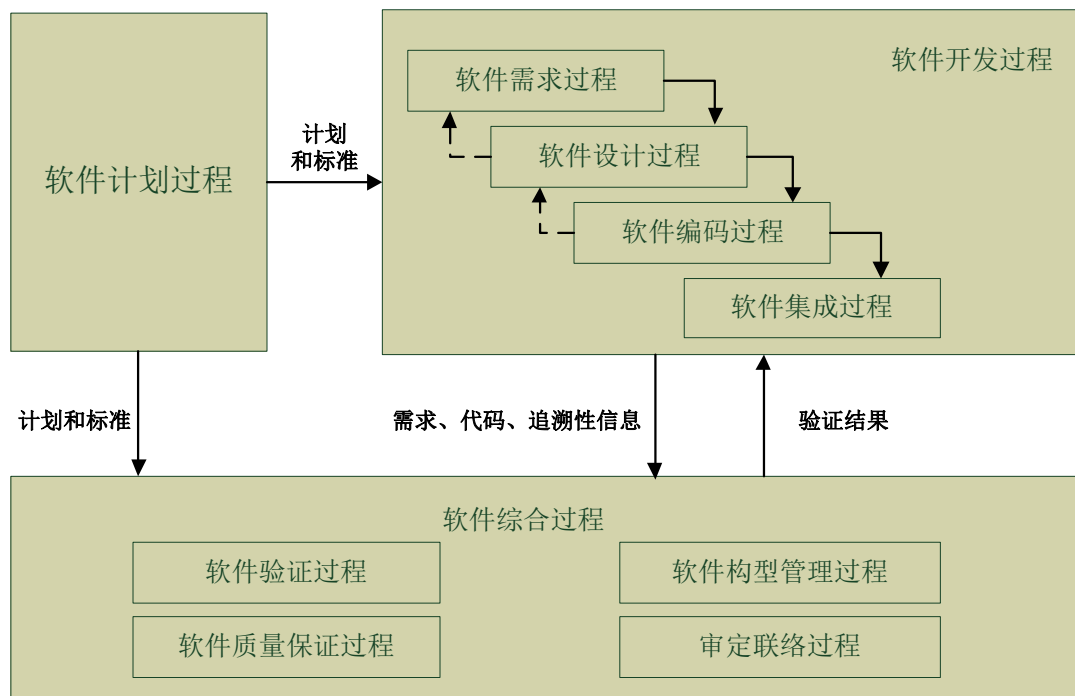 软件开发过程
软件需求过程
计划
和标准
软件设计过程
软件计划过程
软件编码过程
软件集成过程
计划和标准
需求、代码、追溯性信息
验证结果
软件综合过程
软件验证过程
软件构型管理过程
软件质量保证过程
审定联络过程